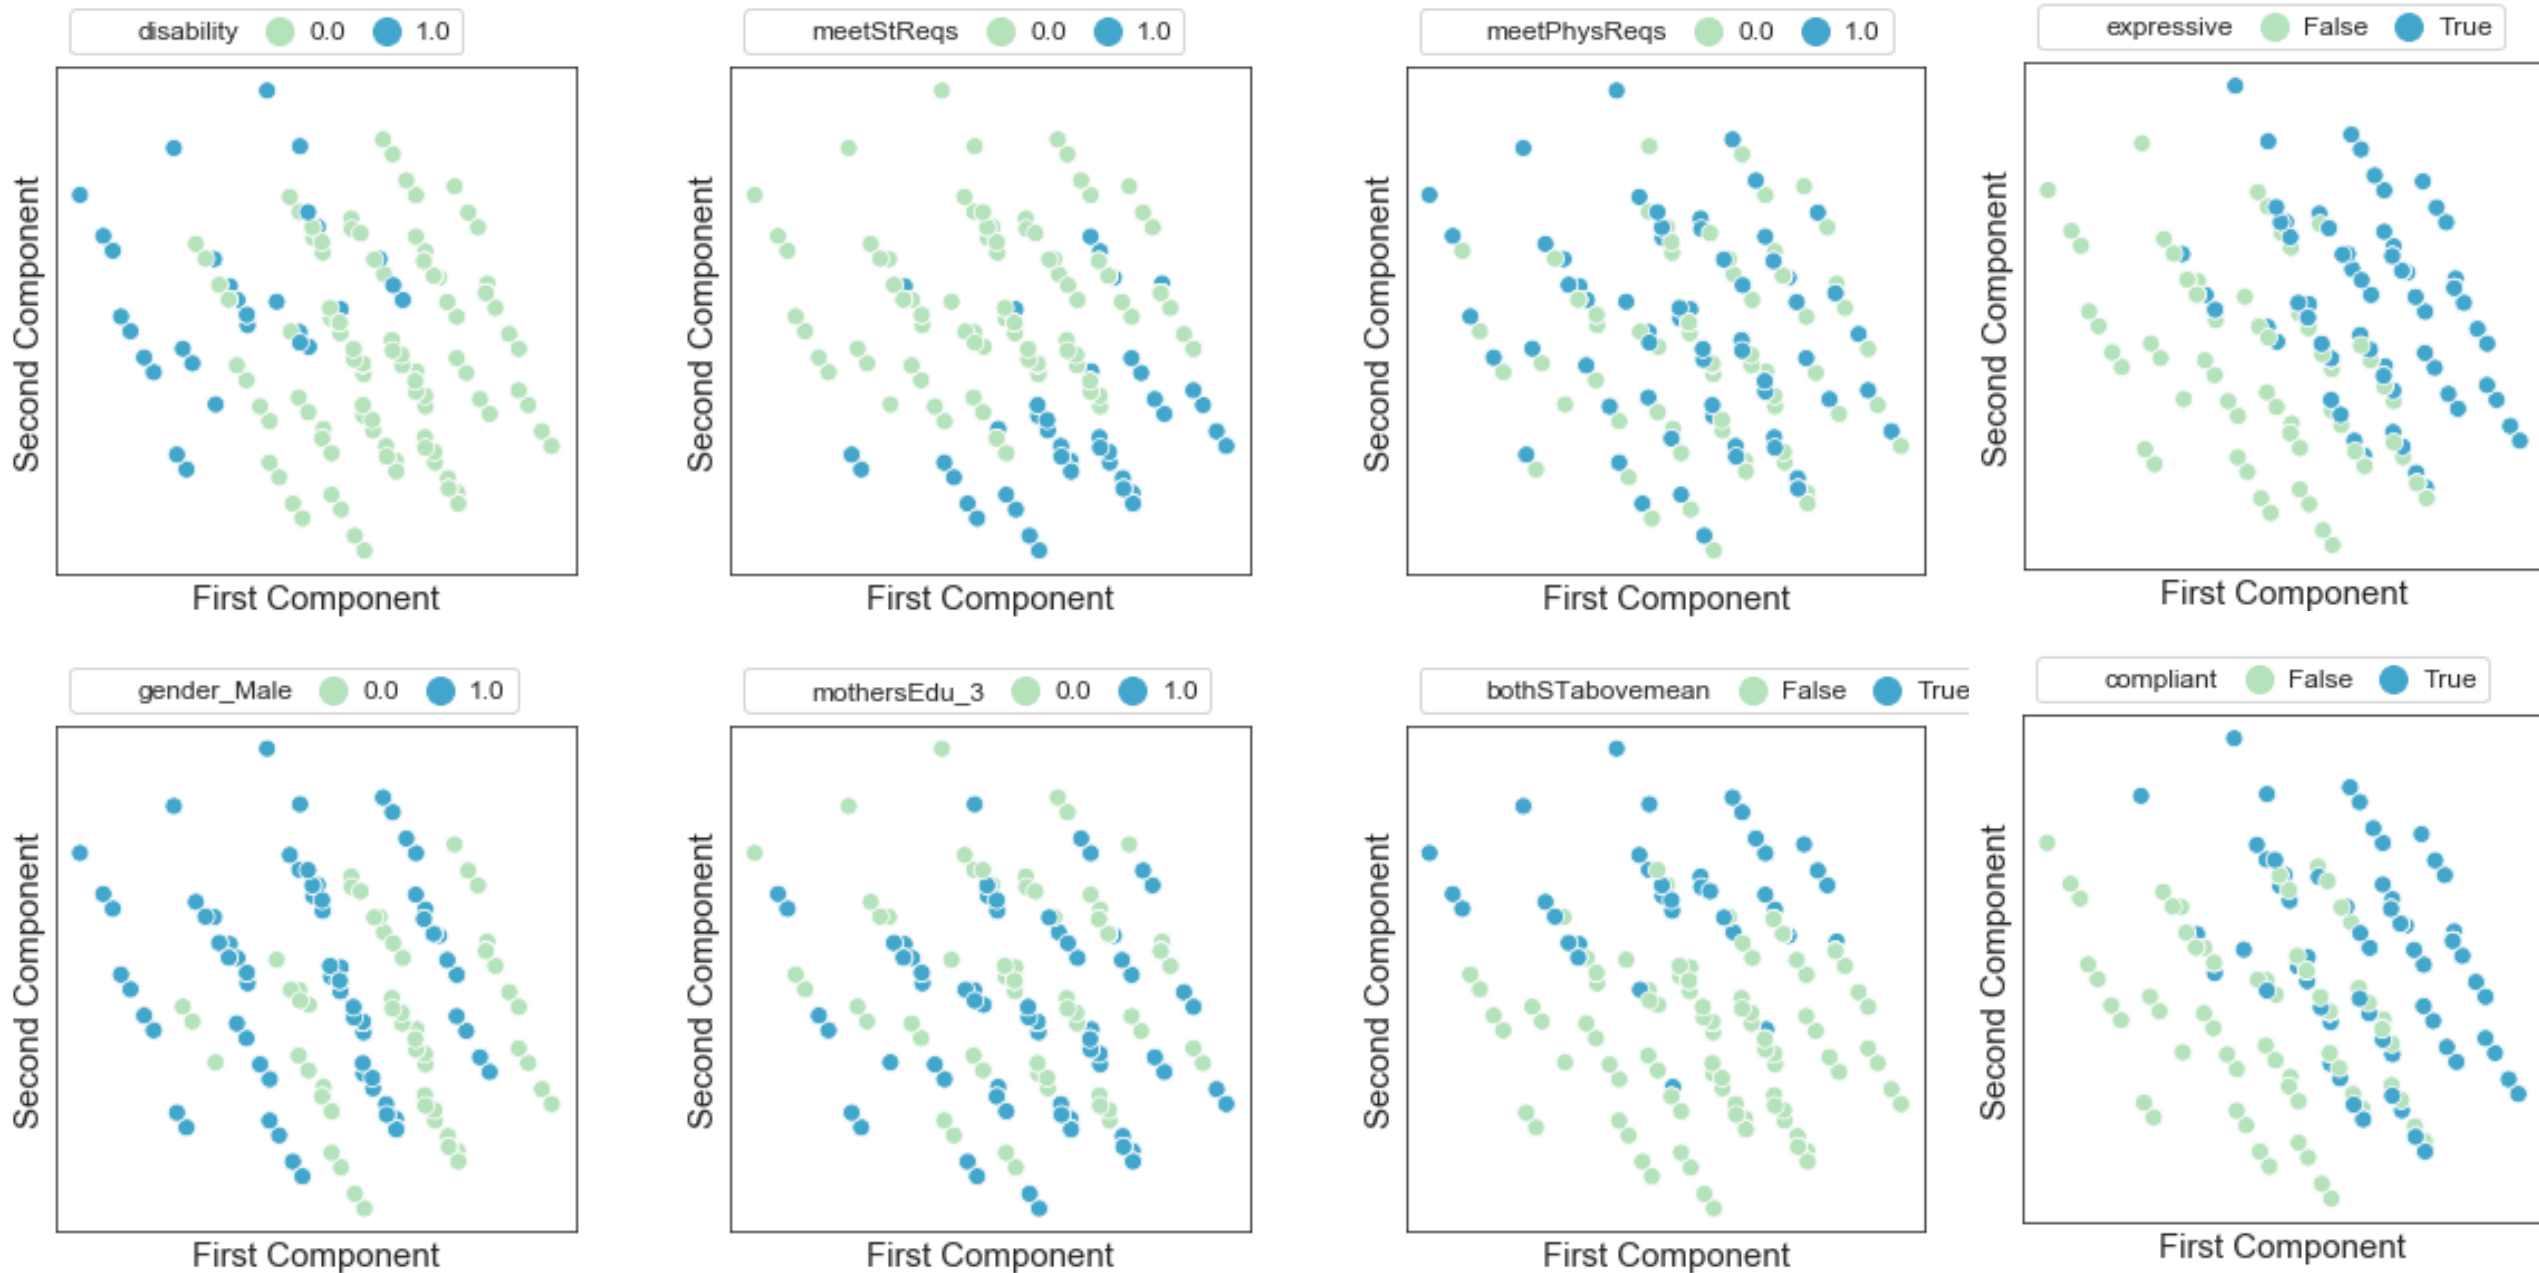 disability 0.0 1.0
meetStReqs 0.0 1.0
meetPhysReqs 0.0 1.0
expressive False True
Second Component
First Component
Second Component
First Component
Second Component
First Component
Second Component
First Component
gender_Male 0.0 1.0
mothersEdu_3 0.0 1.0
bothSTabovemean False True
compliant False True
Second Component
First Component
Second Component
First Component
Second Component
First Component
Second Component
First Component